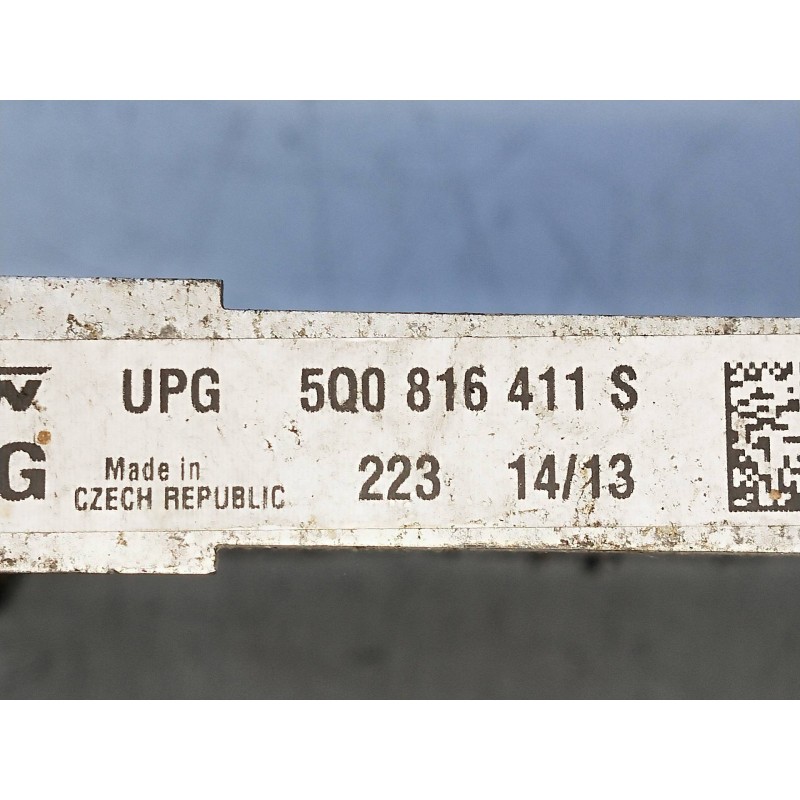 UPG 5Q0 816 411 S
G Made in 223 14/13
CZECH REPUBLIC